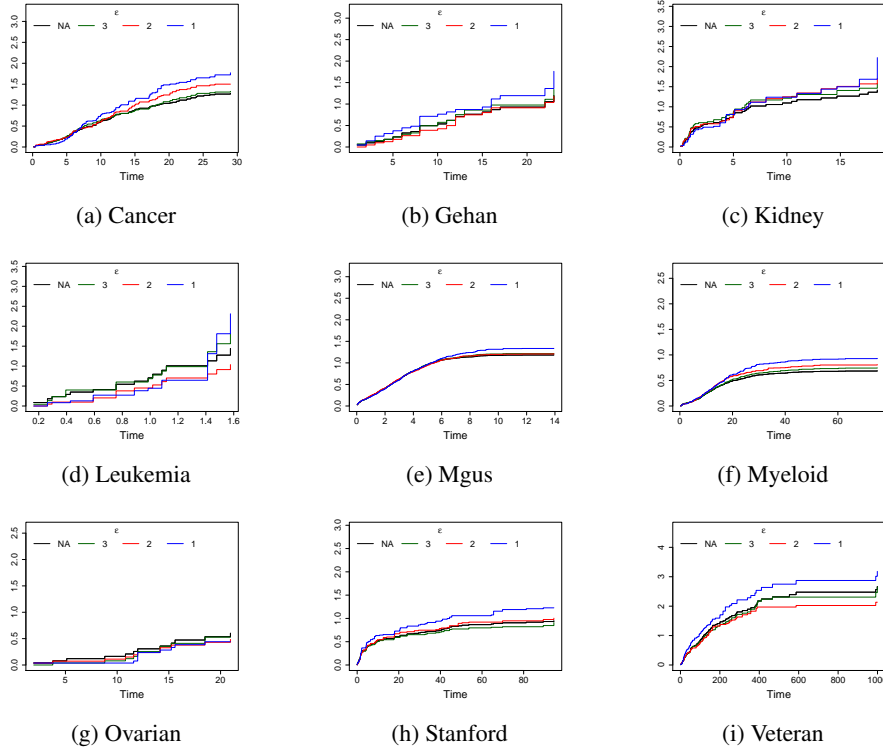 ε
NA 3 2 1
0.0 0.5 1.0 1.5 2.0 2.5 3.0
0 5 10 15 20 25 30
Time
(a) Cancer
ε
NA 3 2 1
0.0 0.5 1.0 1.5 2.0 2.5 3.0
5 10 15 20
Time
(b) Gehan
ε
NA 3 2 1
0.0 0.5 1.0 1.5 2.0 2.5 3.0
0 5 10 15
Time
(c) Kidney
ε
NA 3 2 1
0.0 0.5 1.0 1.5 2.0 2.5 3.0 3.5
0.2 0.4 0.6 0.8 1.0 1.2 1.4 1.6
Time
(d) Leukemia
ε
NA 3 2 1
0.0 0.5 1.0 1.5 2.0 2.5 3.0
0 2 4 6 8 10 12 14
Time
(e) Mgus
ε
NA 3 2 1
0.0 0.5 1.0 1.5 2.0 2.5
0 20 40 60
Time
(f) Myeloid
ε
NA 3 2 1
0.0 0.5 1.0 1.5 2.0 2.5
5 10 15 20
Time
(g) Ovarian
ε
NA 3 2 1
0.0 0.5 1.0 1.5 2.0 2.5 3.0
0 20 40 60 80
Time
(h) Stanford
ε
NA 3 2 1
0 1 2 3 4
0 200 400 600 800 1000
Time
(i) Veteran